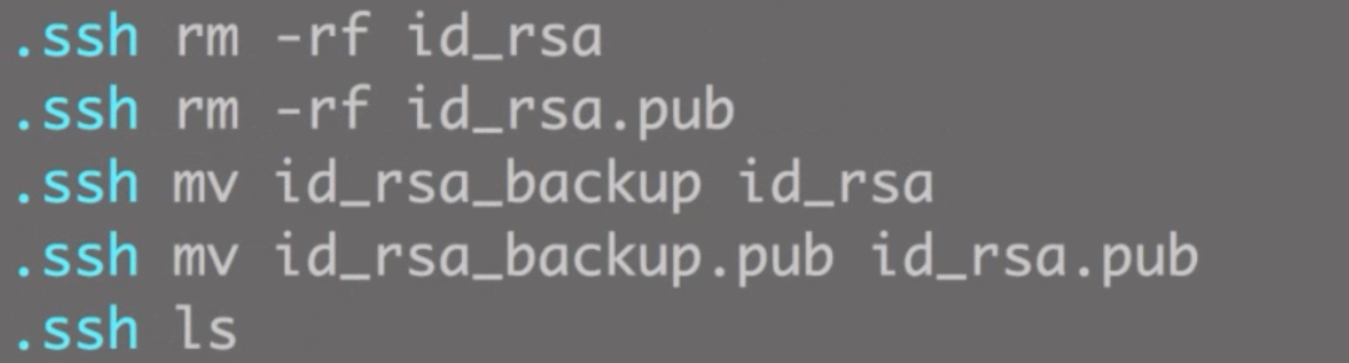 .ssh rm -rf id_rsa
.ssh rm -rf id_rsa.pub
.ssh mv id_rsa_backup id_rsa
.ssh mv id_rsa_backup.pub id_rsa.pub
.ssh ls